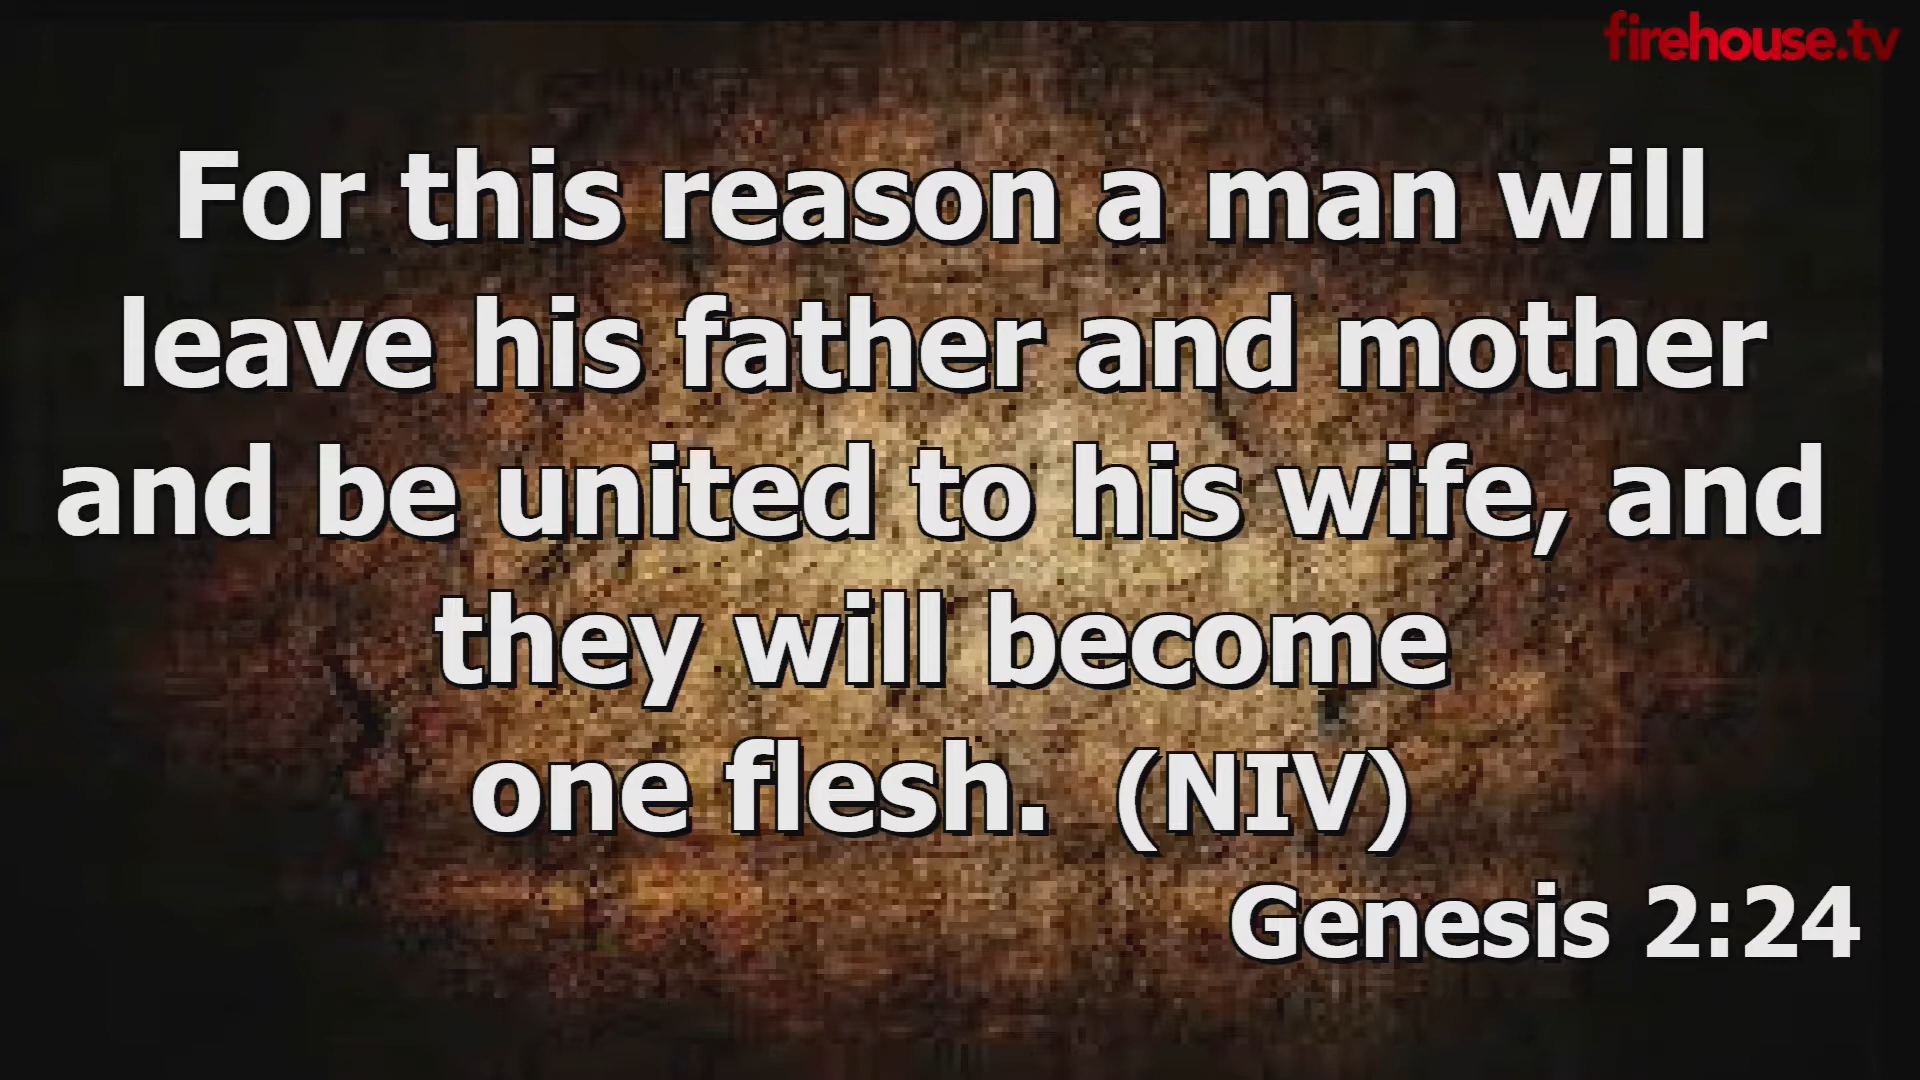 firehouse.tv
For this reason a man will
leave his father and mother
and be united to his wife, and
they will become
one flesh.  (NIV)
Genesis 2:24